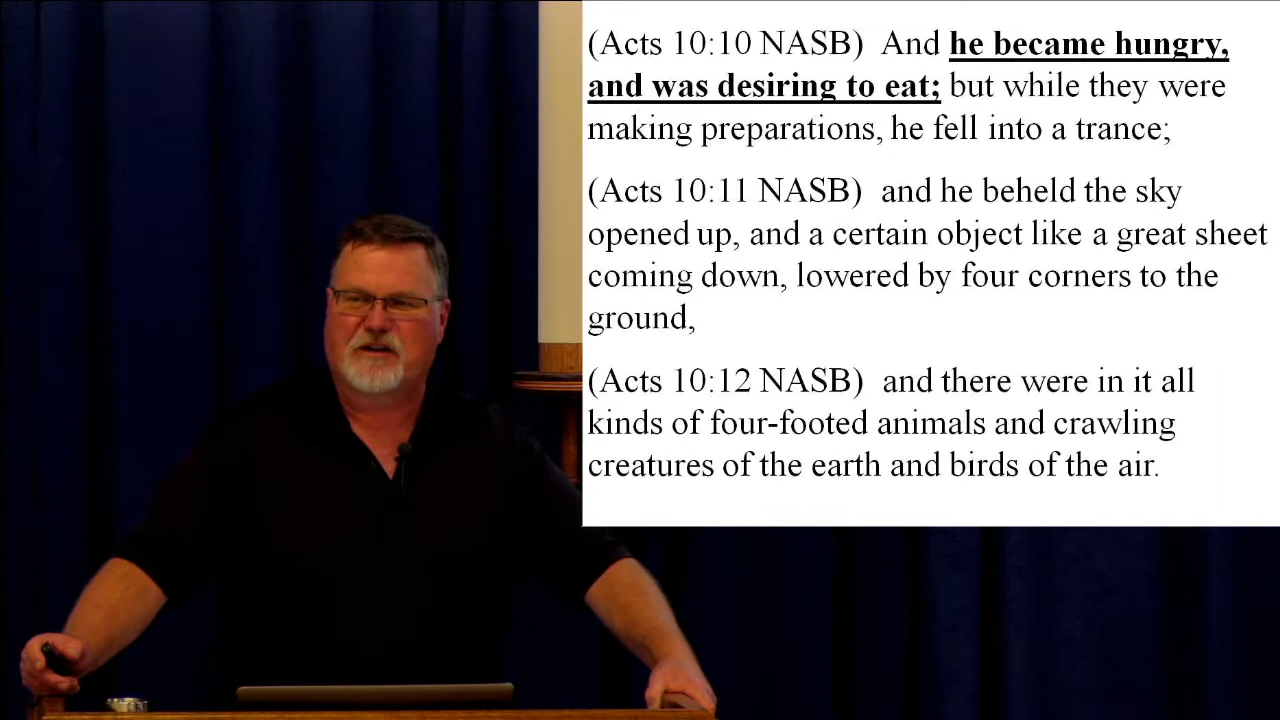 (Acts 10:10 NASB)  And he became hungry,
and was desiring to eat; but while they were
making preparations, he fell into a trance;
(Acts 10:11 NASB)  and he beheld the sky
opened up, and a certain object like a great sheet
coming down, lowered by four corners to the
ground,
(Acts 10:12 NASB)  and there were in it all
kinds of four-footed animals and crawling
creatures of the earth and birds of the air.